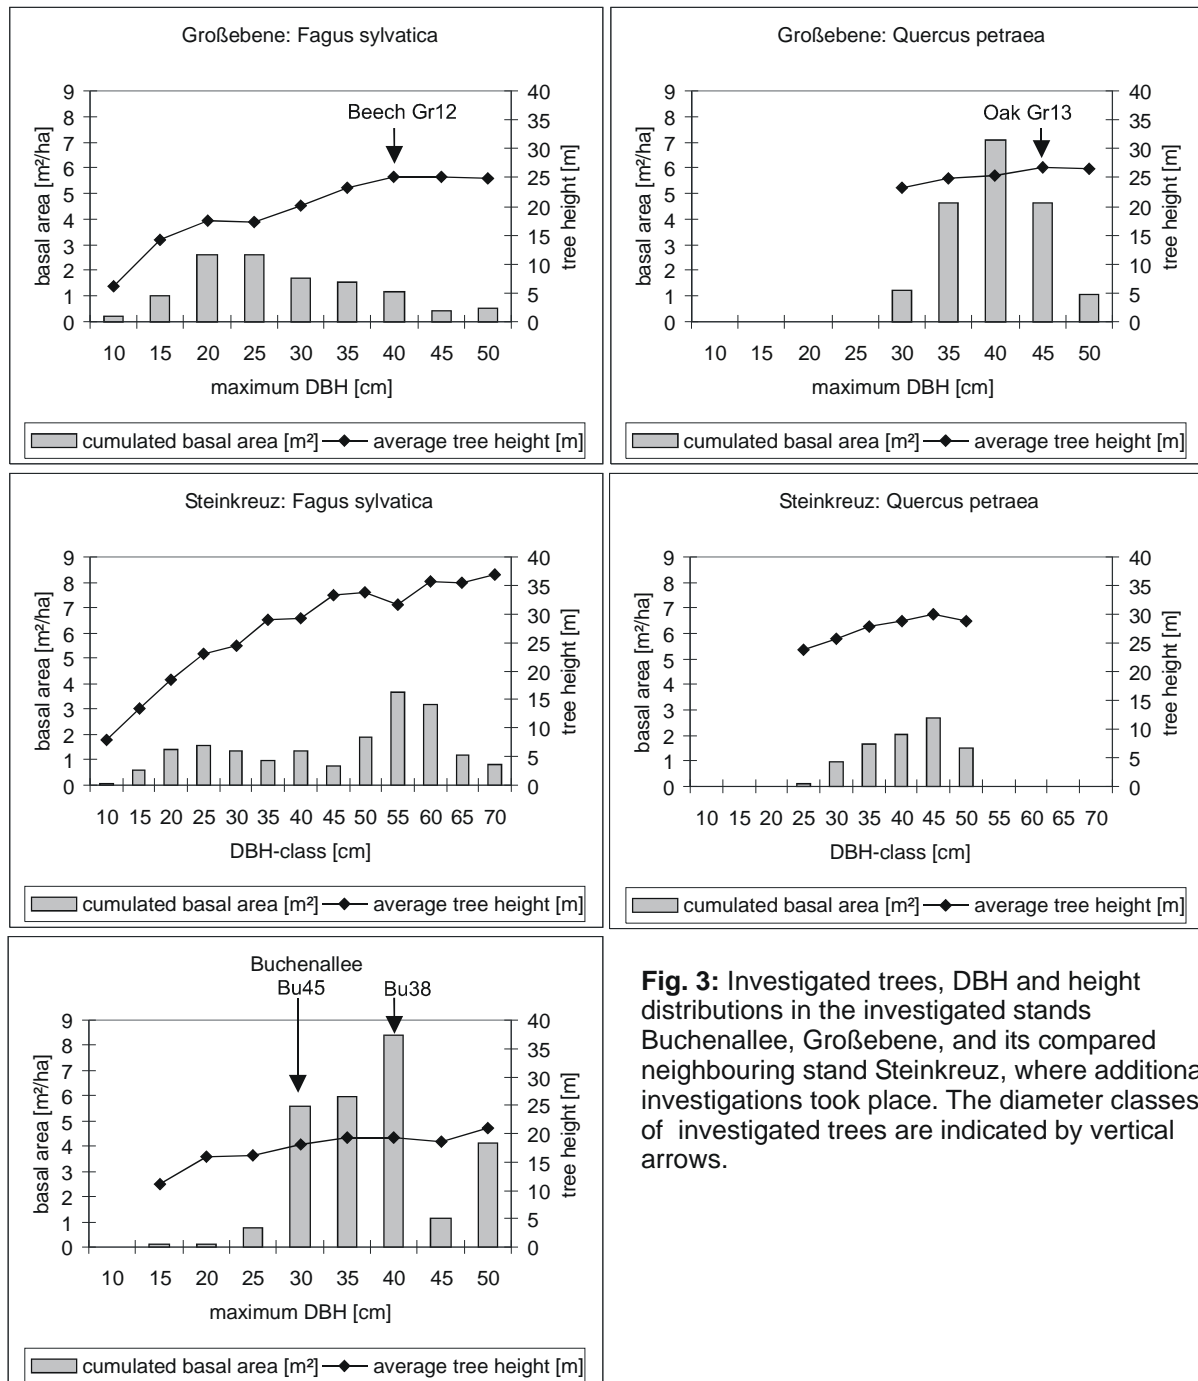 Großebene: Fagus sylvatica
Beech Gr12
basal area [m²/ha]
9
8
7
6
5
4
3
2
1
0
40
35
30
25
20
15
10
5
0
tree height [m]
10 15 20 25 30 35 40 45 50
maximum DBH [cm]
cumulated basal area [m²] average tree height [m]
Großebene: Quercus petraea
Oak Gr13
basal area [m²/ha]
9
8
7
6
5
4
3
2
1
0
40
35
30
25
20
15
10
5
0
tree height [m]
10 15 20 25 30 35 40 45 50
maximum DBH [cm]
cumulated basal area [m²] average tree height [m]
Steinkreuz: Fagus sylvatica
basal area [m²/ha]
9
8
7
6
5
4
3
2
1
0
40
35
30
25
20
15
10
5
0
tree height [m]
10 15 20 25 30 35 40 45 50 55 60 65 70
DBH-class [cm]
cumulated basal area [m²] average tree height [m]
Steinkreuz: Quercus petraea
basal area [m²/ha]
9
8
7
6
5
4
3
2
1
0
40
35
30
25
20
15
10
5
0
tree height [m]
10 15 20 25 30 35 40 45 50 55 60 65 70
DBH-class [cm]
cumulated basal area [m²] average tree height [m]
Buchenallee
Bu45 Bu38
basal area [m²/ha]
9
8
7
6
5
4
3
2
1
0
40
35
30
25
20
15
10
5
0
tree height [m]
10 15 20 25 30 35 40 45 50
maximum DBH [cm]
cumulated basal area [m²] average tree height [m]
Fig. 3: Investigated trees, DBH and height
distributions in the investigated stands
Buchenallee, Großebene, and its compared
neighbouring stand Steinkreuz, where additiona
investigations took place. The diameter classes
of investigated trees are indicated by vertical
arrows.